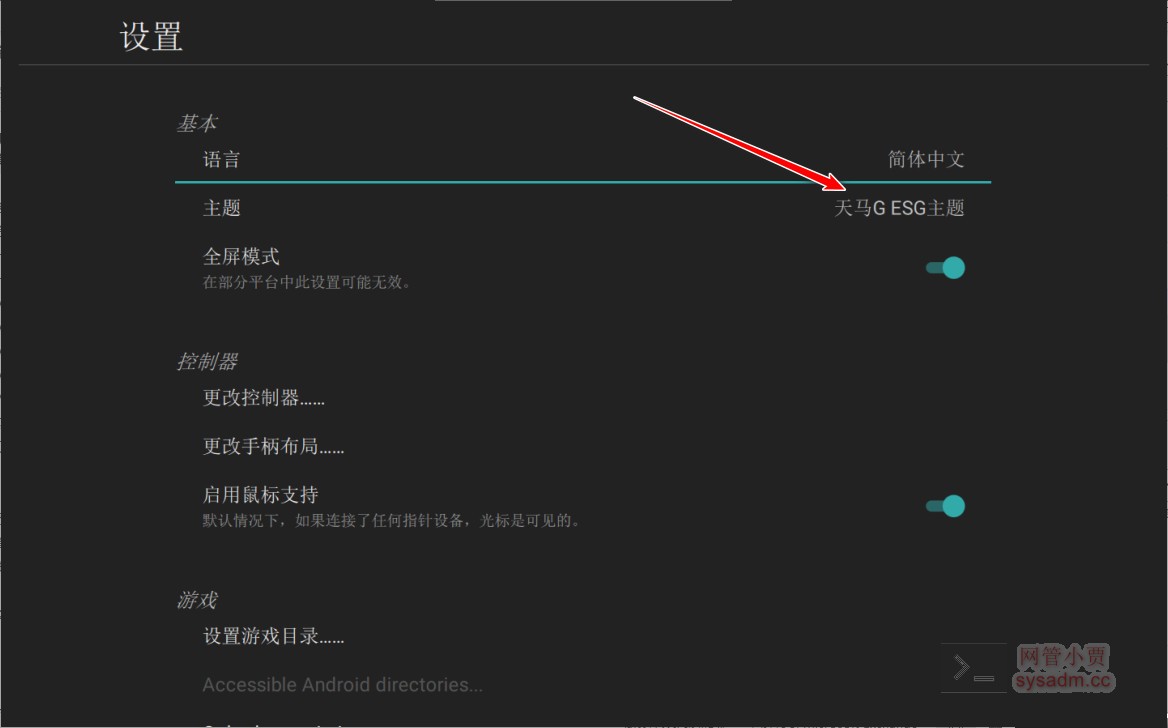 设置
基本
语言 简体中文
主题 天马G ESG主题
全屏模式
在部分平台中此设置可能无效。
控制器
更改控制器......
更改手柄布局......
启用鼠标支持
默认情况下，如果连接了任何指针设备，光标是可见的。
游戏
设置游戏目录......
Accessible Android directories...
网管小贾
sysadm.cc